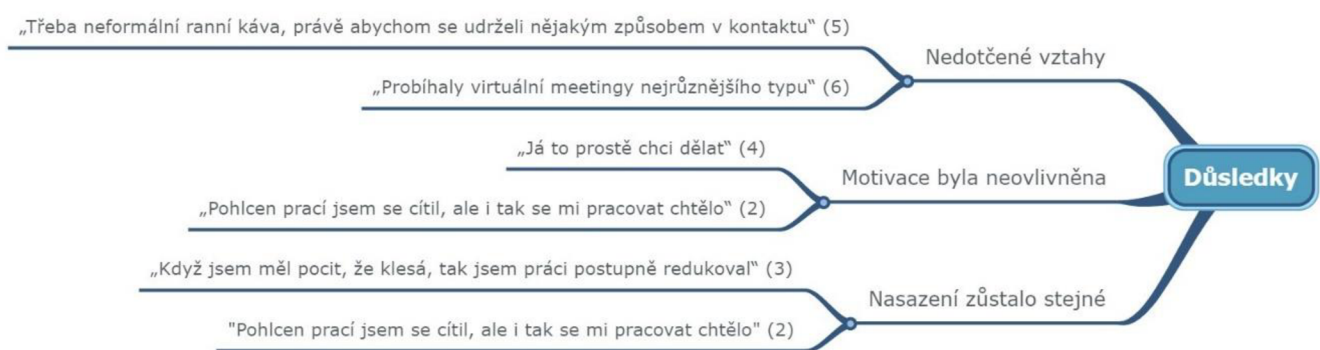 „Třeba neformální ranní káva, právě abychom se udrželi nějakým způsobem v kontaktu“ (5)
Nedotčené vztahy
„Probíhaly virtuální meetingy nejrůznějšího typu“ (6)
„Já to prostě chci dělat“ (4)
Motivace byla neovlivněna
Důsledky
„Pohlcen prací jsem se cítil, ale i tak se mi pracovat chtělo“ (2)
„Když jsem měl pocit, že klesá, tak jsem práci postupně redukoval“ (3)
Nasazení zůstalo stejné
"Pohlcen prací jsem se cítil, ale i tak se mi pracovat chtělo" (2)